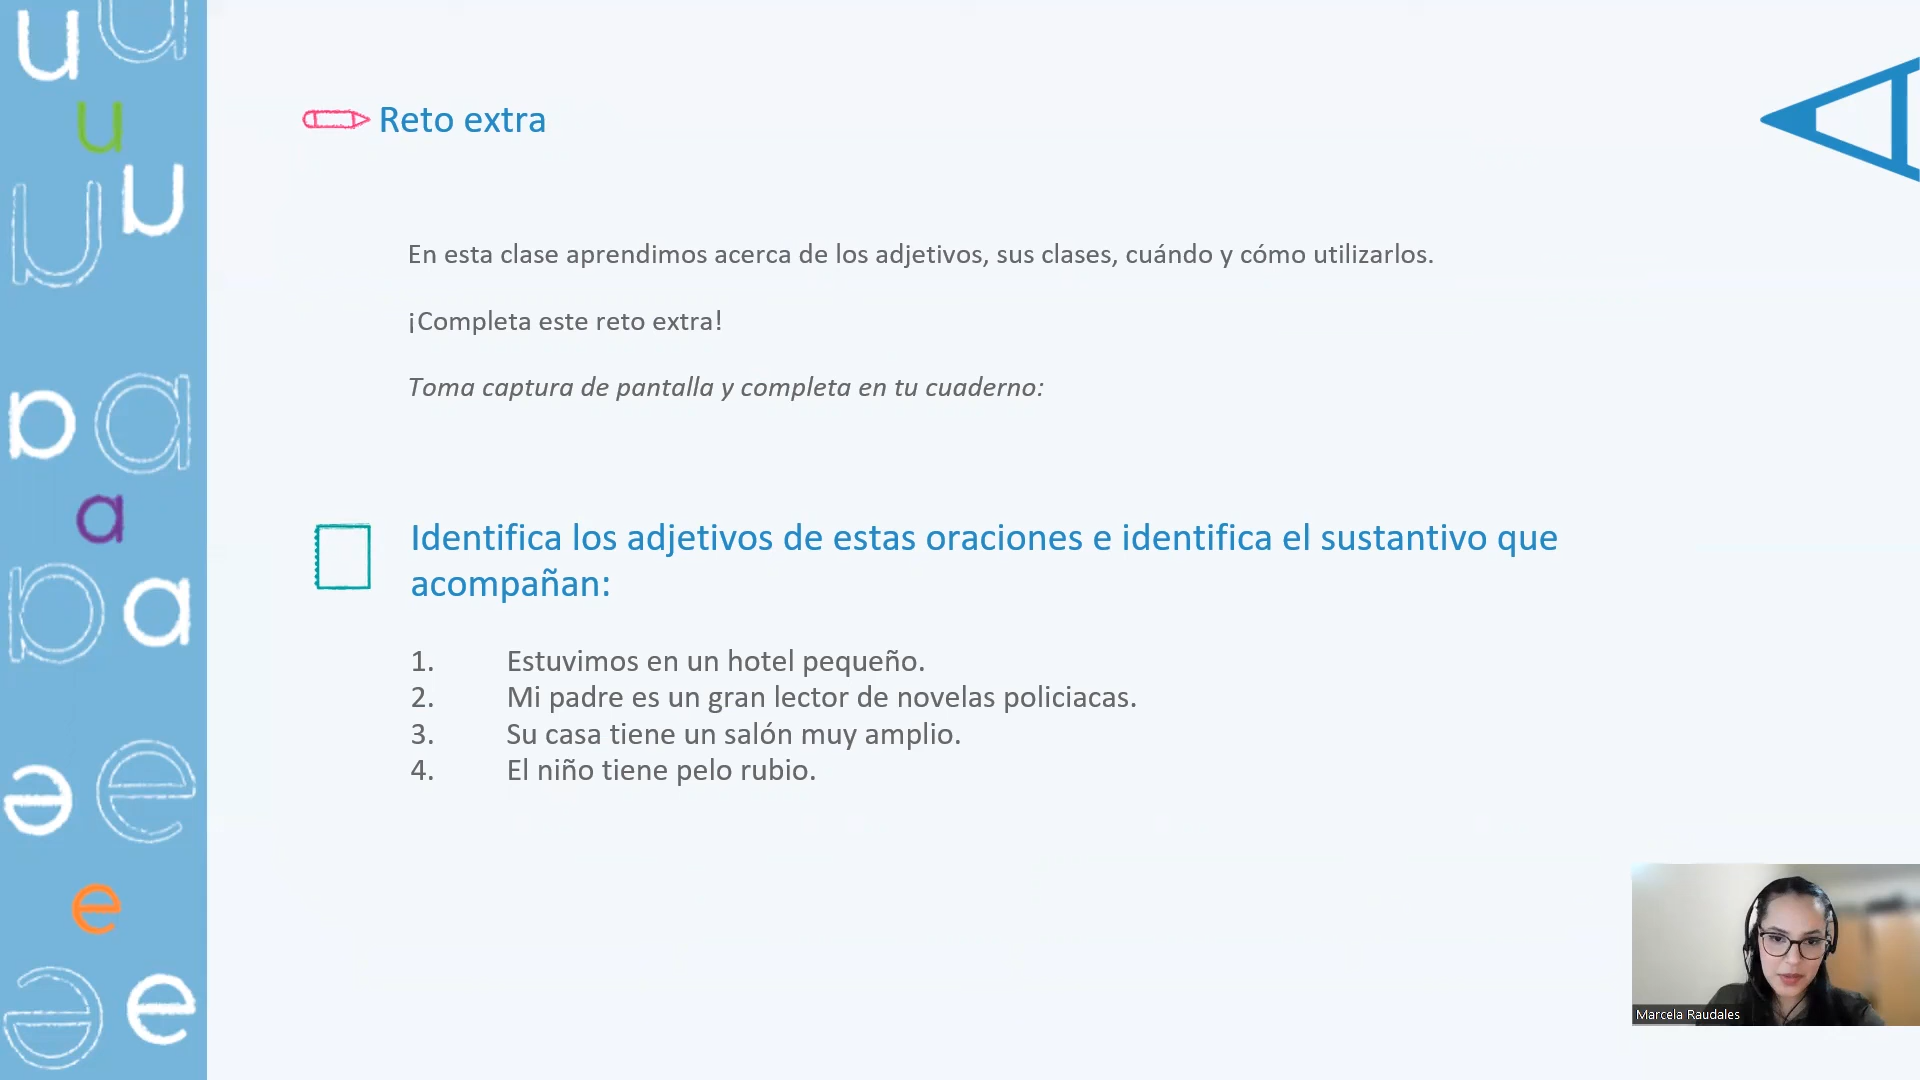 u u
u
u u
a a
a
a a
e e
e
e e
A
Reto extra
En esta clase aprendimos acerca de los adjetivos, sus clases, cuándo y cómo utilizarlos.
¡Completa este reto extra!
Toma captura de pantalla y completa en tu cuaderno:
Identifica los adjetivos de estas oraciones e identifica el sustantivo que
acompañan:
1. Estuvimos en un hotel pequeño.
2. Mi padre es un gran lector de novelas policiacas.
3. Su casa tiene un salón muy amplio.
4. El niño tiene pelo rubio.
Marcela Raudales